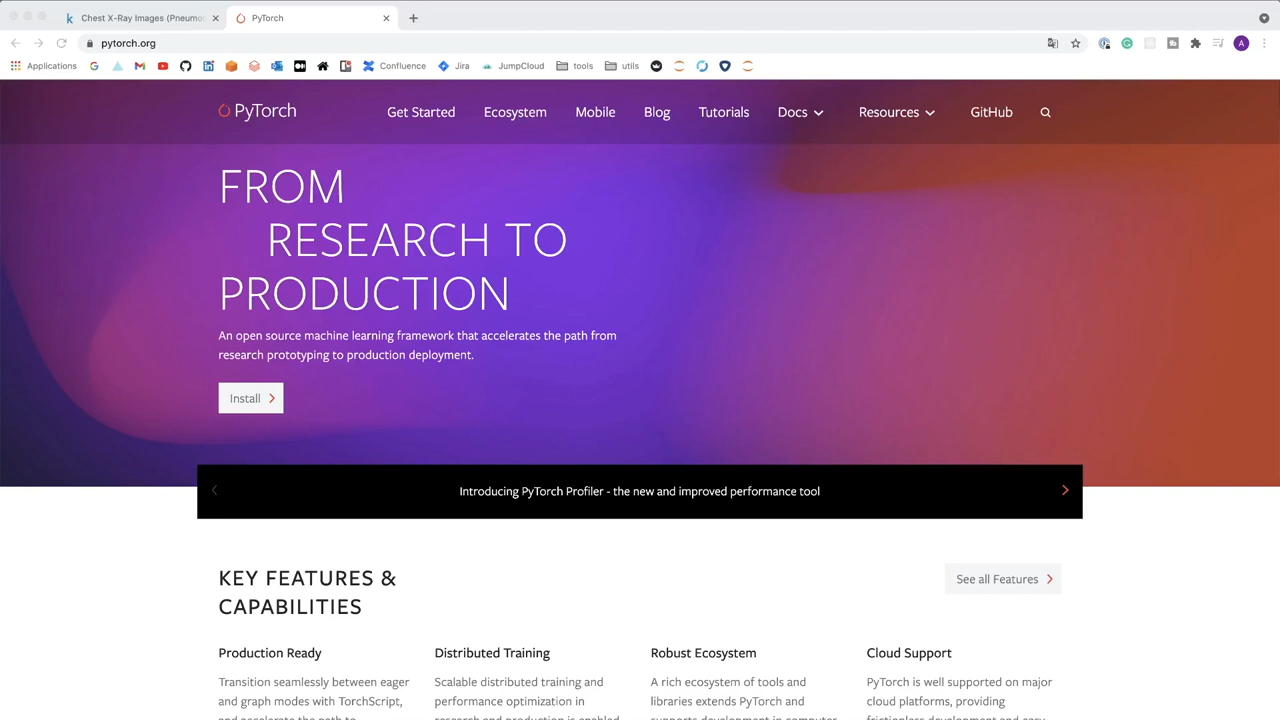 Chest X-Ray Images (Pneumo
PyTorch
pytorch.org
Applications
Confluence
Jira
JumpCloud
tools
utils
A
PyTorch
Get Started
Ecosystem
Mobile
Blog
Tutorials
Docs
Resources
GitHub
FROM
RESEARCH TO
PRODUCTION
An open source machine learning framework that accelerates the path from
research prototyping to production deployment.
Install
Introducing PyTorch Profiler - the new and improved performance tool
KEY FEATURES &
CAPABILITIES
See all Features
Production Ready
Transition seamlessly between eager
and graph modes with TorchScript,
Distributed Training
Scalable distributed training and
performance optimization in
Robust Ecosystem
A rich ecosystem of tools and
libraries extends PyTorch and
Cloud Support
PyTorch is well supported on major
cloud platforms, providing